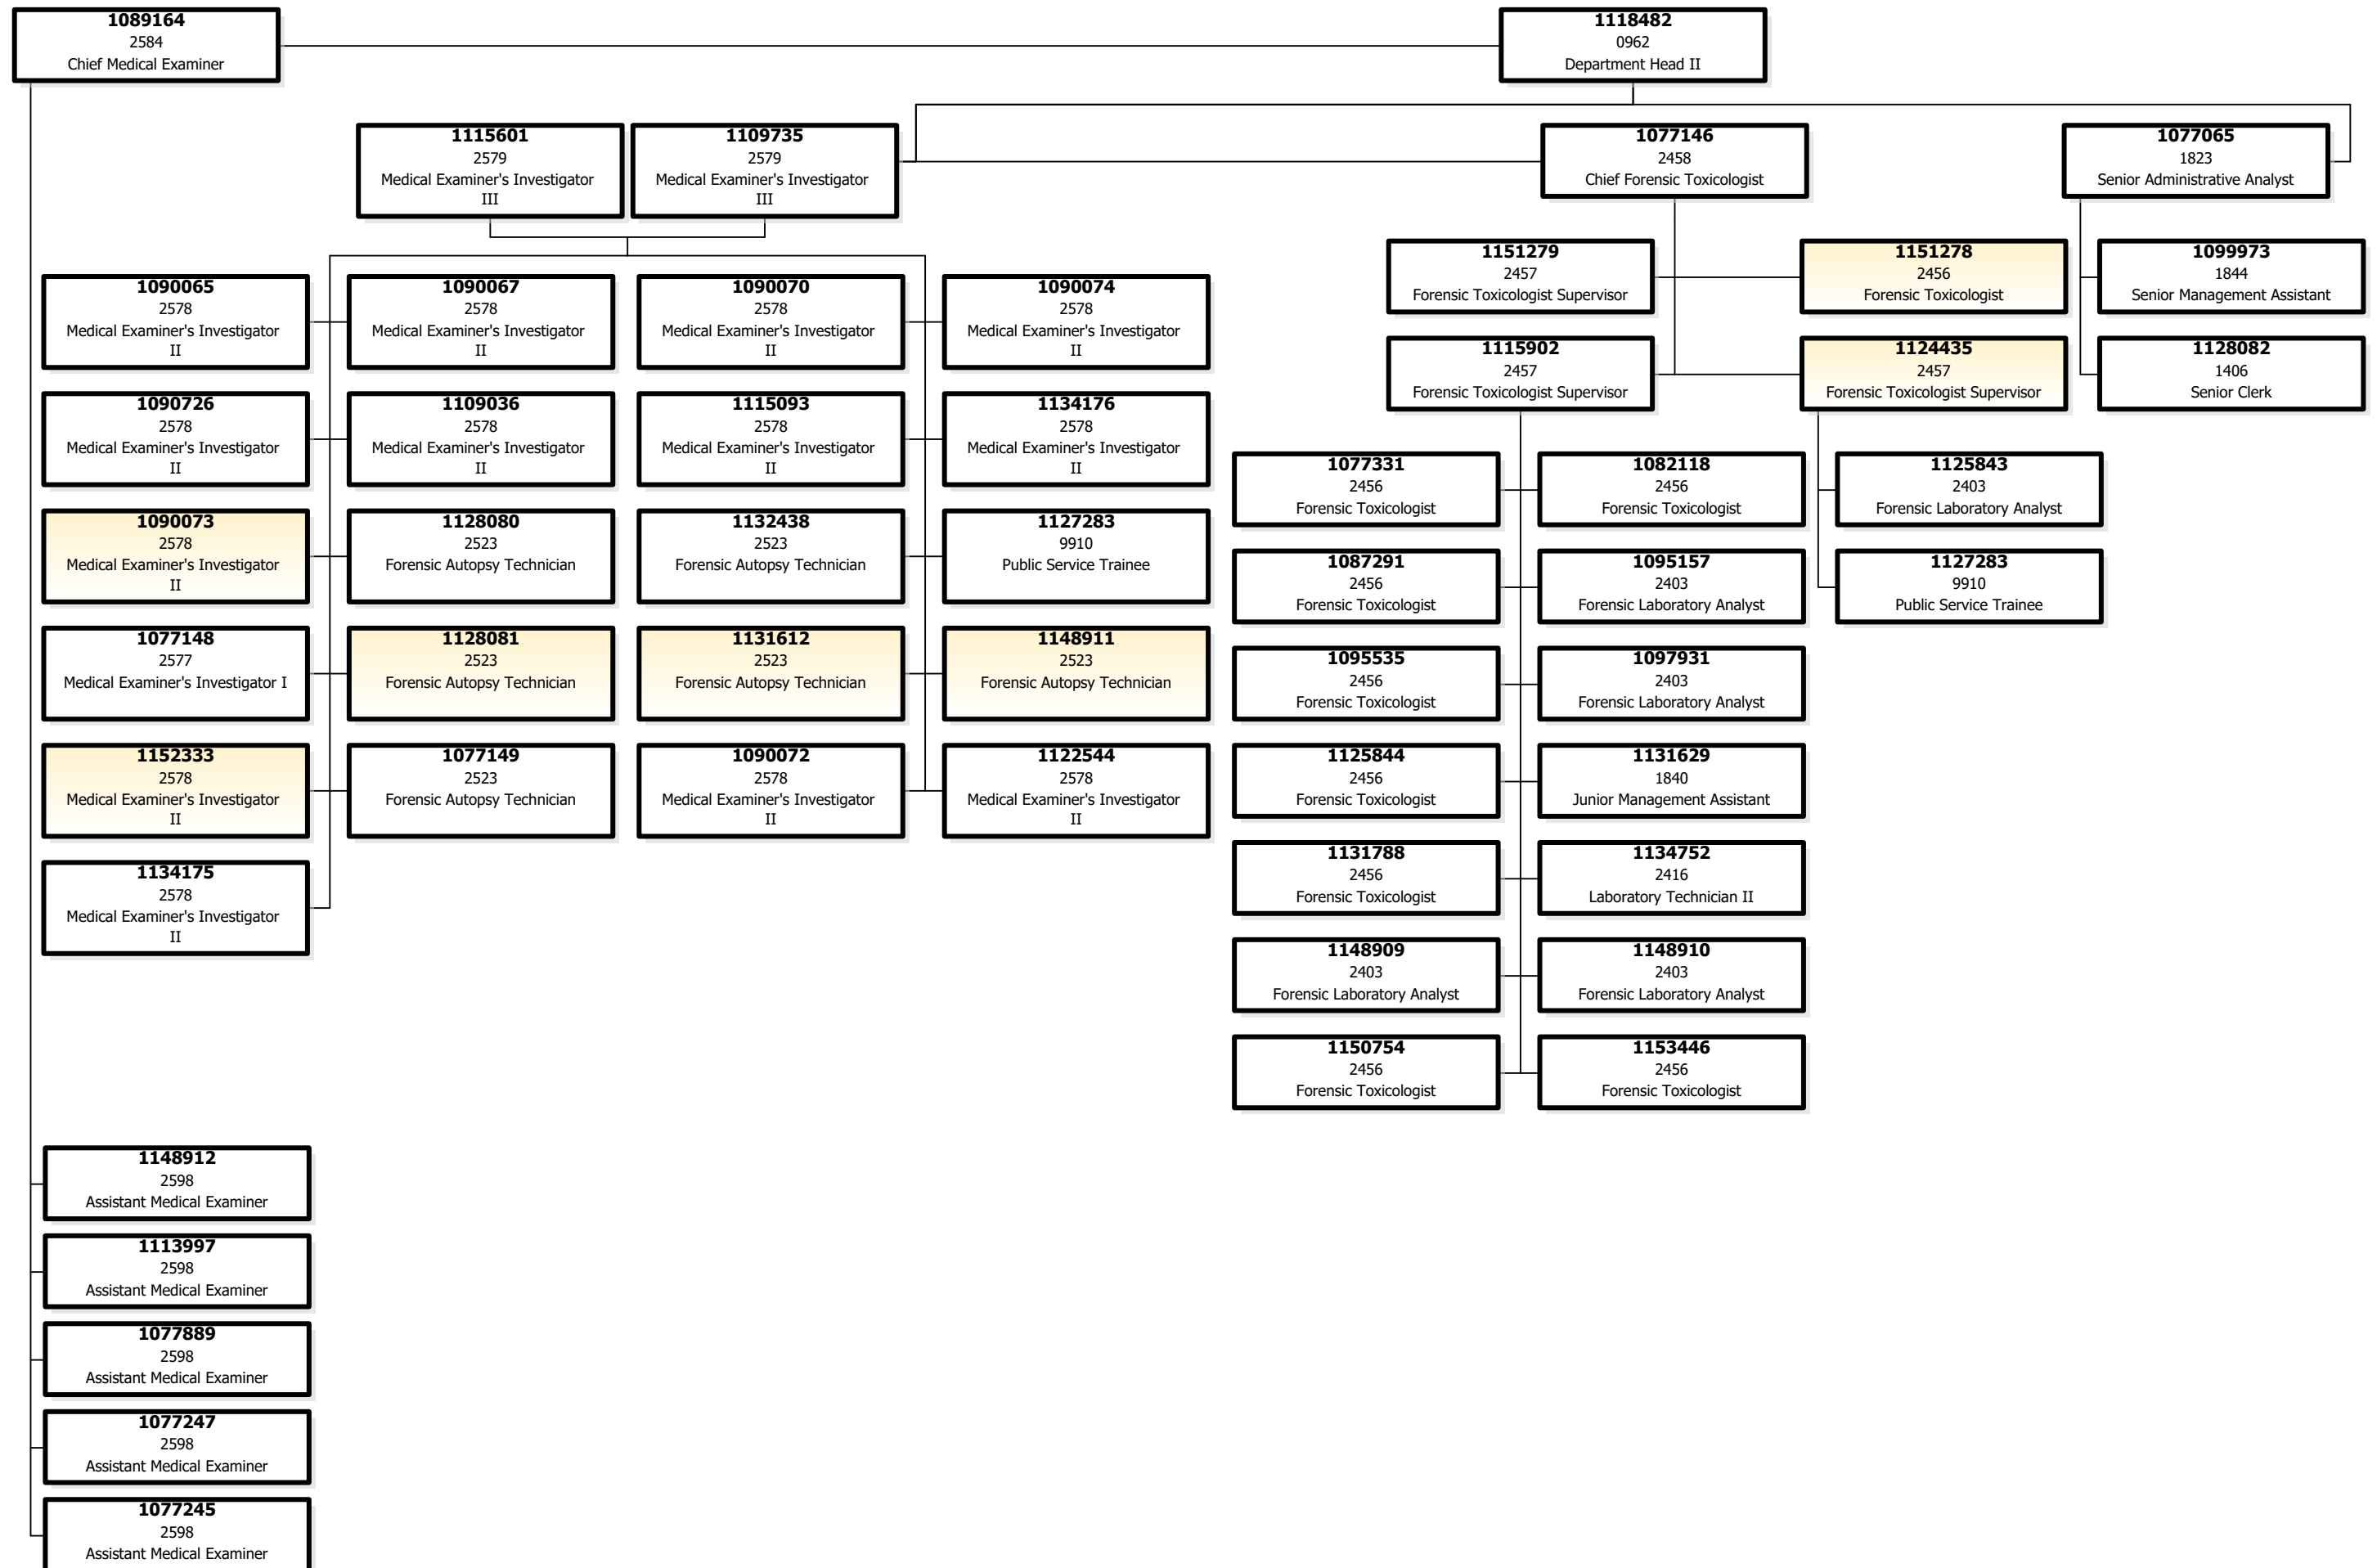 1089164
2584
Chief Medical Examiner
1118482
0962
Department Head II
1115601
2579
Medical Examiner's Investigator
III
1109735
2579
Medical Examiner's Investigator
III
1077146
2458
Chief Forensic Toxicologist
1077065
1823
Senior Administrative Analyst
1151279
2457
Forensic Toxicologist Supervisor
1151278
2456
Forensic Toxicologist
1099973
1844
Senior Management Assistant
1115902
2457
Forensic Toxicologist Supervisor
1124435
2457
Forensic Toxicologist Supervisor
1128082
1406
Senior Clerk
1090065
2578
Medical Examiner's Investigator
II
1090067
2578
Medical Examiner's Investigator
II
1090070
2578
Medical Examiner's Investigator
II
1090074
2578
Medical Examiner's Investigator
II
1090726
2578
Medical Examiner's Investigator
II
1109036
2578
Medical Examiner's Investigator
II
1115093
2578
Medical Examiner's Investigator
II
1134176
2578
Medical Examiner's Investigator
II
1090073
2578
Medical Examiner's Investigator
II
1128080
2523
Forensic Autopsy Technician
1132438
2523
Forensic Autopsy Technician
1127283
9910
Public Service Trainee
1077148
2577
Medical Examiner's Investigator I
1128081
2523
Forensic Autopsy Technician
1131612
2523
Forensic Autopsy Technician
1148911
2523
Forensic Autopsy Technician
1152333
2578
Medical Examiner's Investigator
II
1077149
2523
Forensic Autopsy Technician
1090072
2578
Medical Examiner's Investigator
II
1122544
2578
Medical Examiner's Investigator
II
1134175
2578
Medical Examiner's Investigator
II
1077331
2456
Forensic Toxicologist
1082118
2456
Forensic Toxicologist
1125843
2403
Forensic Laboratory Analyst
1087291
2456
Forensic Toxicologist
1095157
2403
Forensic Laboratory Analyst
1127283
9910
Public Service Trainee
1095535
2456
Forensic Toxicologist
1097931
2403
Forensic Laboratory Analyst
1125844
2456
Forensic Toxicologist
1131629
1840
Junior Management Assistant
1131788
2456
Forensic Toxicologist
1134752
2416
Laboratory Technician II
1148909
2403
Forensic Laboratory Analyst
1148910
2403
Forensic Laboratory Analyst
1150754
2456
Forensic Toxicologist
1153446
2456
Forensic Toxicologist
1148912
2598
Assistant Medical Examiner
1113997
2598
Assistant Medical Examiner
1077889
2598
Assistant Medical Examiner
1077247
2598
Assistant Medical Examiner
1077245
2598
Assistant Medical Examiner